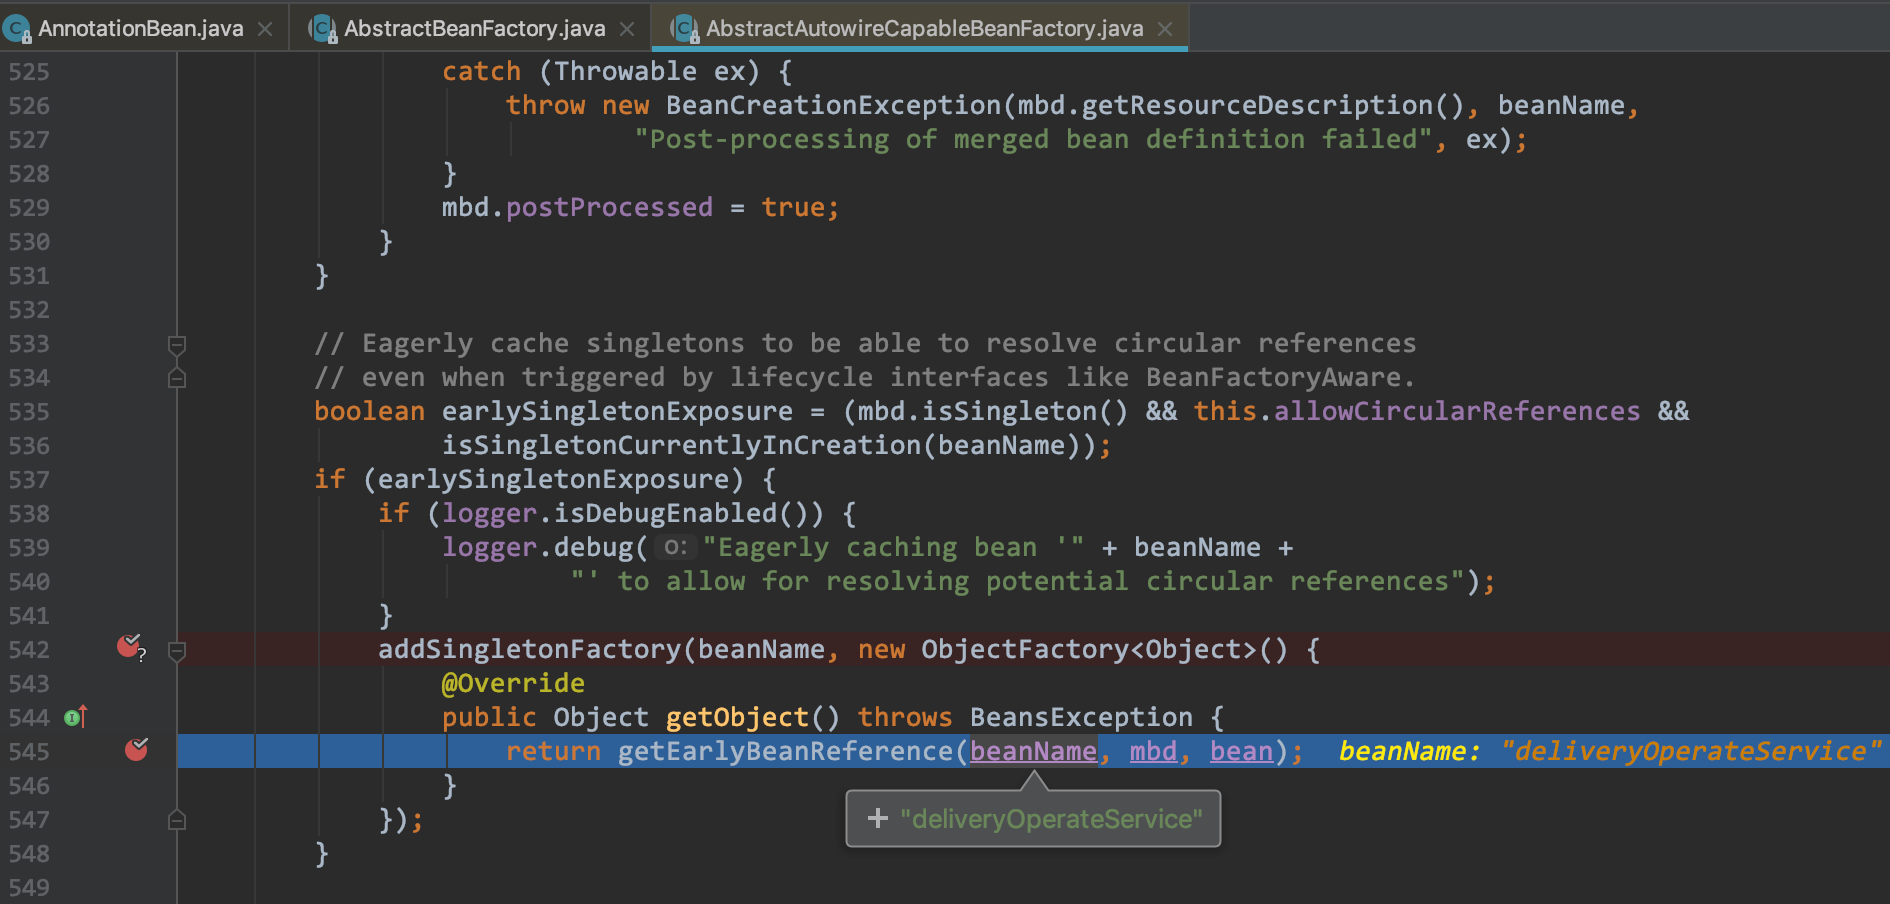 AnnotationBean.java AbstractBeanFactory.java AbstractAutowireCapableBeanFactory.java
525 catch (Throwable ex) {
526 throw new BeanCreationException(mbd.getResourceDescription(), beanName,
527 "Post-processing of merged bean definition failed", ex);
528 }
529 mbd.postProcessed = true;
530 }
531 }
532
533 // Eagerly cache singletons to be able to resolve circular references
534 // even when triggered by lifecycle interfaces like BeanFactoryAware.
535 boolean earlySingletonExposure = (mbd.isSingleton() && this.allowCircularReferences &&
536 isSingletonCurrentlyInCreation(beanName));
537 if (earlySingletonExposure) {
538 if (logger.isDebugEnabled()) {
539 logger.debug( o: "Eagerly caching bean '" + beanName +
540 "' to allow for resolving potential circular references");
541 }
542 addSingletonFactory(beanName, new ObjectFactory<Object>() {
543 @Override
544 public Object getObject() throws BeansException {
545 return getEarlyBeanReference(beanName, mbd, bean); beanName: "deliveryOperateService"
546 }
+ "deliveryOperateService"
547 });
548 }
549